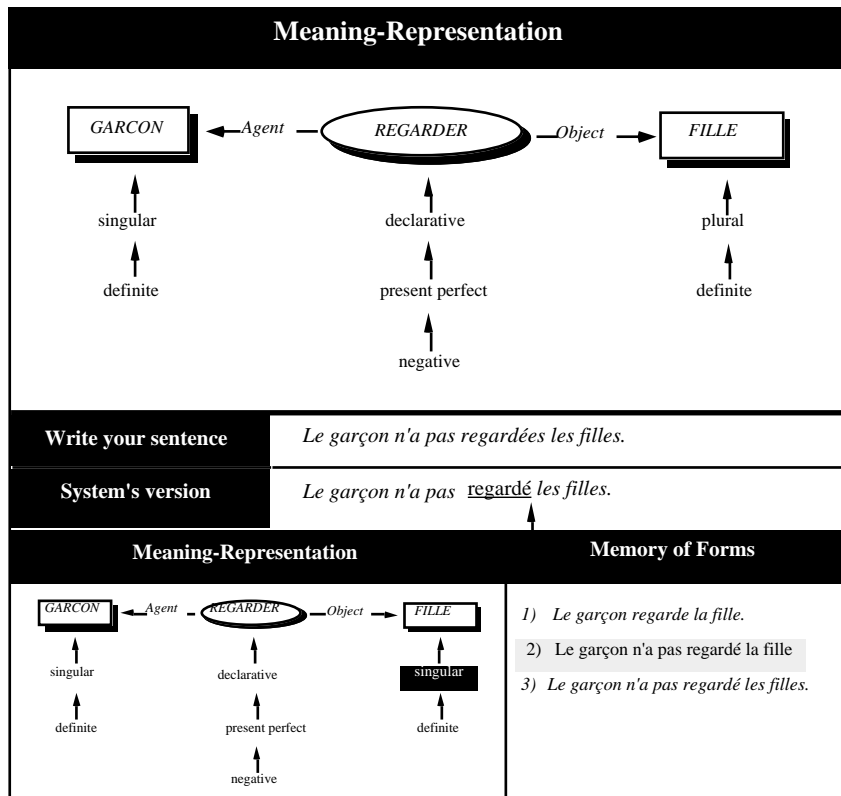 Meaning-Representation
GARCON Agent REGARDER Object FILLE
singular declarative plural
definite present perfect definite
negative
Write your sentence Le garçon n'a pas regardées les filles.
System's version Le garçon n'a pas regardé les filles.
Meaning-Representation
GARCON Agent REGARDER Object FILLE
singular declarative singular
definite present perfect definite
negative
Memory of Forms
1) Le garçon regarde la fille.
2) Le garçon n'a pas regardé la fille
3) Le garçon n'a pas regardé les filles.